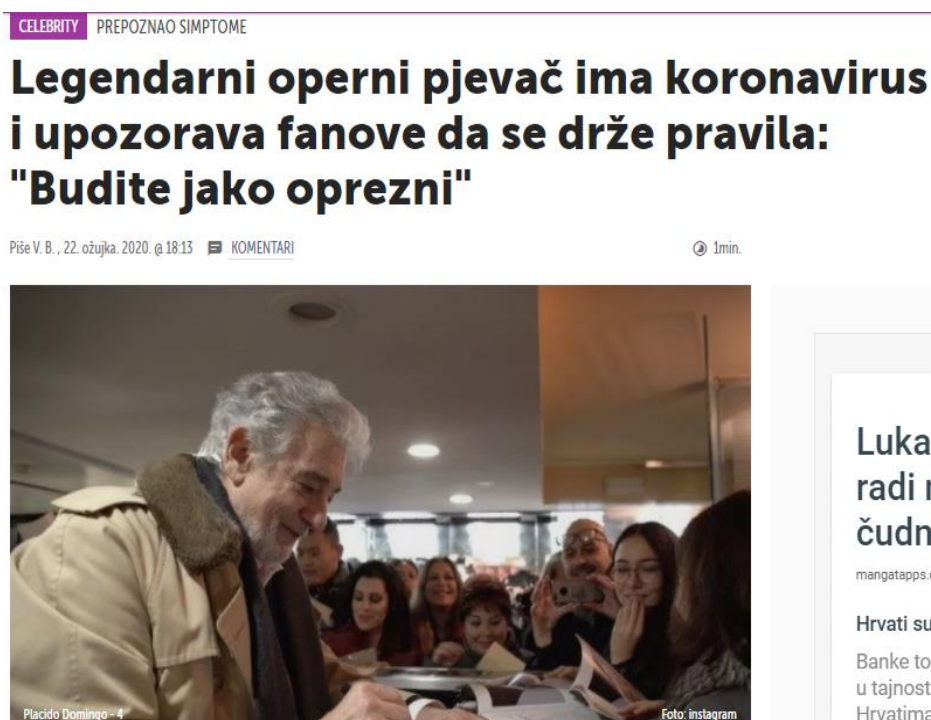 CELEBRITY PREPOZNAO SIMPTOME
Legendarni operni pjevač ima koronavirus
i upozorava fanove da se drže pravila:
"Budite jako oprezni"
Piše V. B. , 22. ožujka. 2020. @ 18:13 KOMENTARI 1min.
Placido Domingo - 4 Foto: instagram
Luka
radi
čudn
mangatapps.
Hrvati su
Banke to
u tajnost
Hrvatima